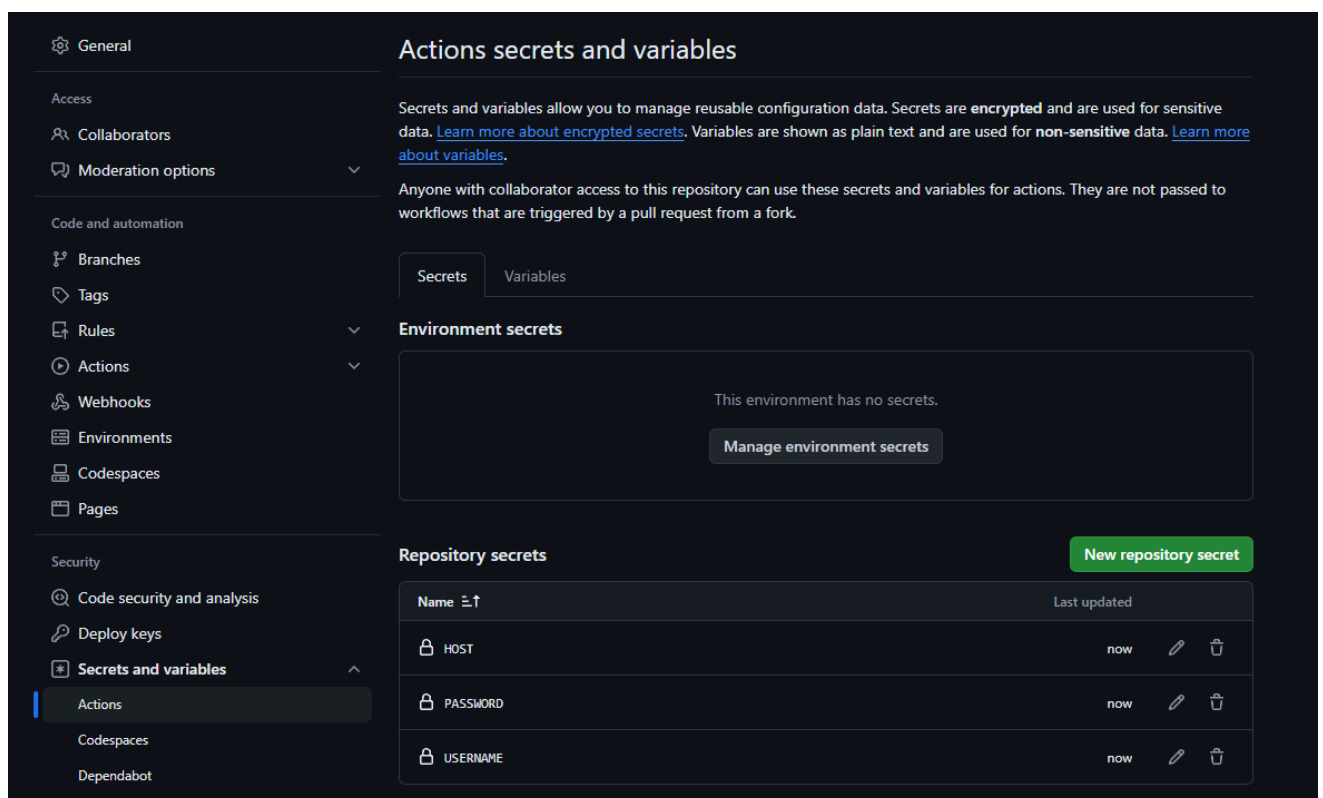 General
Access
Collaborators
Moderation options
Code and automation
Branches
Tags
Rules
Actions
Webhooks
Environments
Codespaces
Pages
Security
Code security and analysis
Deploy keys
Secrets and variables
Actions
Codespaces
Dependabot
Actions secrets and variables
Secrets and variables allow you to manage reusable configuration data. Secrets are encrypted and are used for sensitive
data. Learn more about encrypted secrets. Variables are shown as plain text and are used for non-sensitive data. Learn more
about variables.
Anyone with collaborator access to this repository can use these secrets and variables for actions. They are not passed to
workflows that are triggered by a pull request from a fork.
Secrets Variables
Environment secrets
This environment has no secrets.
Manage environment secrets
Repository secrets New repository secret
Name Last updated
HOST now
PASSWORD now
USERNAME now